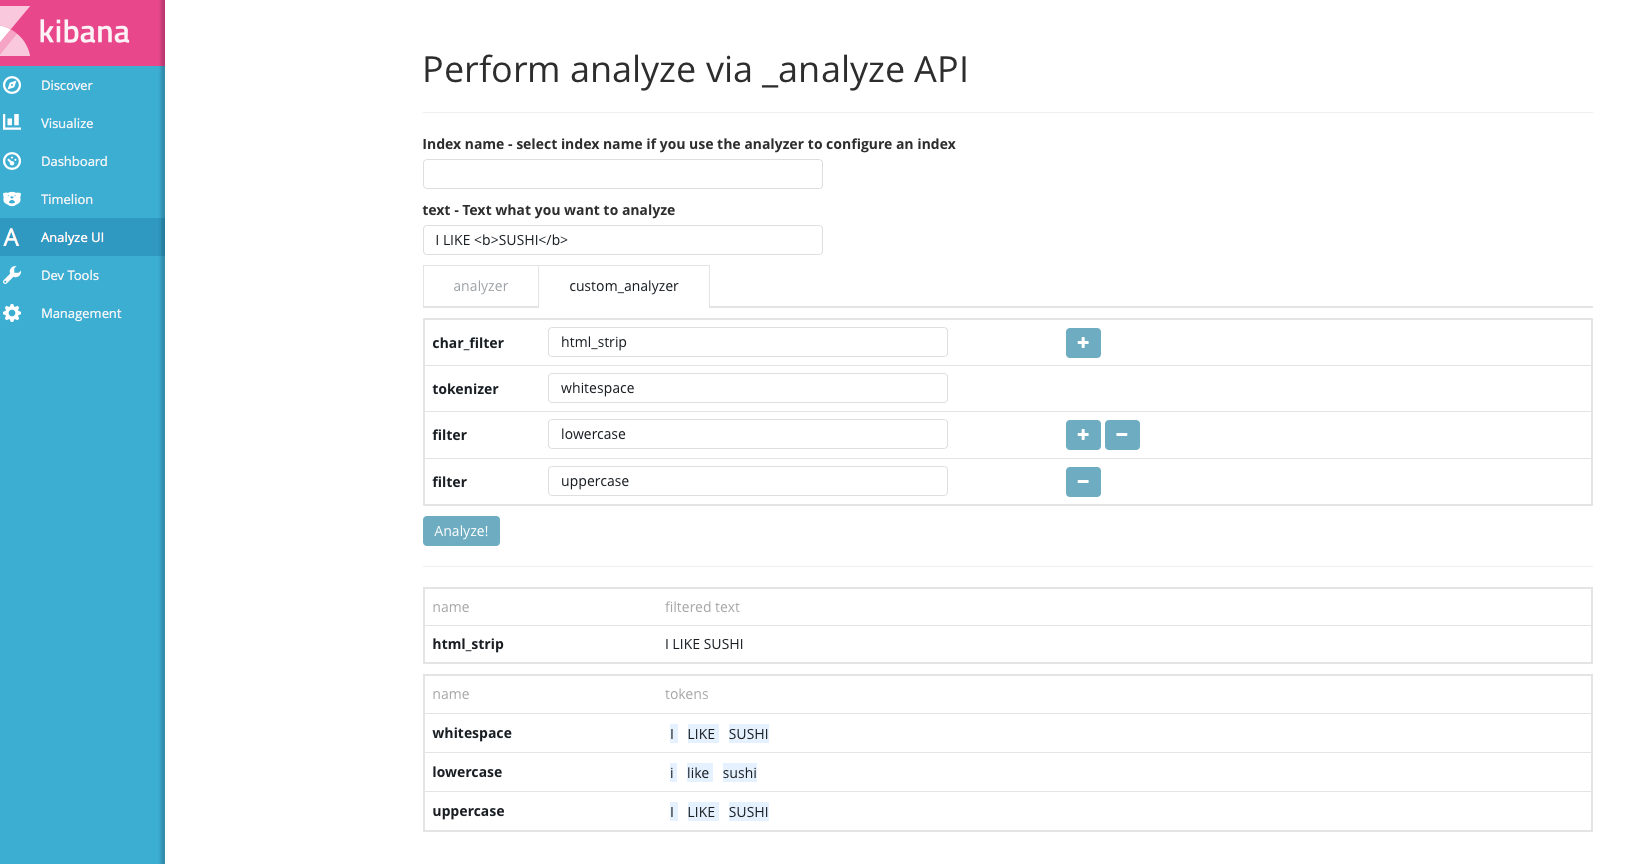 kibana
Discover
Visualize
Dashboard
Timelion
Analyze UI
Dev Tools
Management
Perform analyze via _analyze API
Index name - select index name if you use the analyzer to configure an index
text - Text what you want to analyze
I LIKE <b>SUSHI</b>
analyzer custom_analyzer
char_filter html_strip +
tokenizer whitespace
filter lowercase + −
filter uppercase −
Analyze!
name filtered text
html_strip I LIKE SUSHI
name tokens
whitespace I LIKE SUSHI
lowercase i like sushi
uppercase I LIKE SUSHI